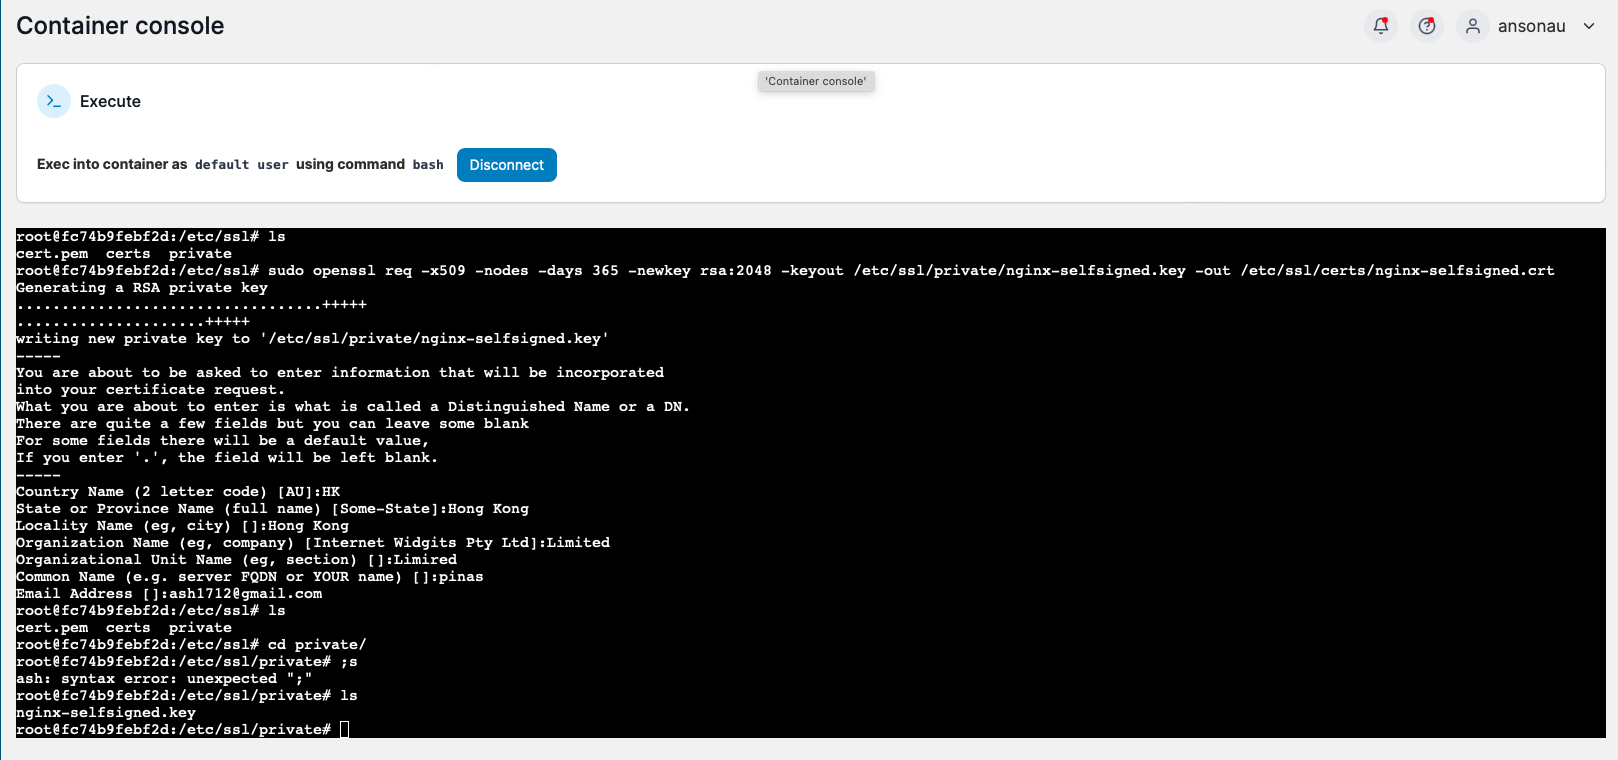 Container console
ansonau
'Container console'
Execute
Exec into container as default user using command bash Disconnect
root@fc74b9febf2d:/etc/ssl# ls
cert.pem  certs  private
root@fc74b9febf2d:/etc/ssl# sudo openssl req -x509 -nodes -days 365 -newkey rsa:2048 -keyout /etc/ssl/private/nginx-selfsigned.key -out /etc/ssl/certs/nginx-selfsigned.crt
Generating a RSA private key
..................................+++++
.....................+++++
writing new private key to '/etc/ssl/private/nginx-selfsigned.key'
-----
You are about to be asked to enter information that will be incorporated
into your certificate request.
What you are about to enter is what is called a Distinguished Name or a DN.
There are quite a few fields but you can leave some blank
For some fields there will be a default value,
If you enter '.', the field will be left blank.
-----
Country Name (2 letter code) [AU]:HK
State or Province Name (full name) [Some-State]:Hong Kong
Locality Name (eg, city) []:Hong Kong
Organization Name (eg, company) [Internet Widgits Pty Ltd]:Limited
Organizational Unit Name (eg, section) []:Limired
Common Name (e.g. server FQDN or YOUR name) []:pinas
Email Address []:ash1712@gmail.com
root@fc74b9febf2d:/etc/ssl# ls
cert.pem  certs  private
root@fc74b9febf2d:/etc/ssl# cd private/
root@fc74b9febf2d:/etc/ssl/private# ;s
ash: syntax error: unexpected ";"
root@fc74b9febf2d:/etc/ssl/private# ls
nginx-selfsigned.key
root@fc74b9febf2d:/etc/ssl/private#